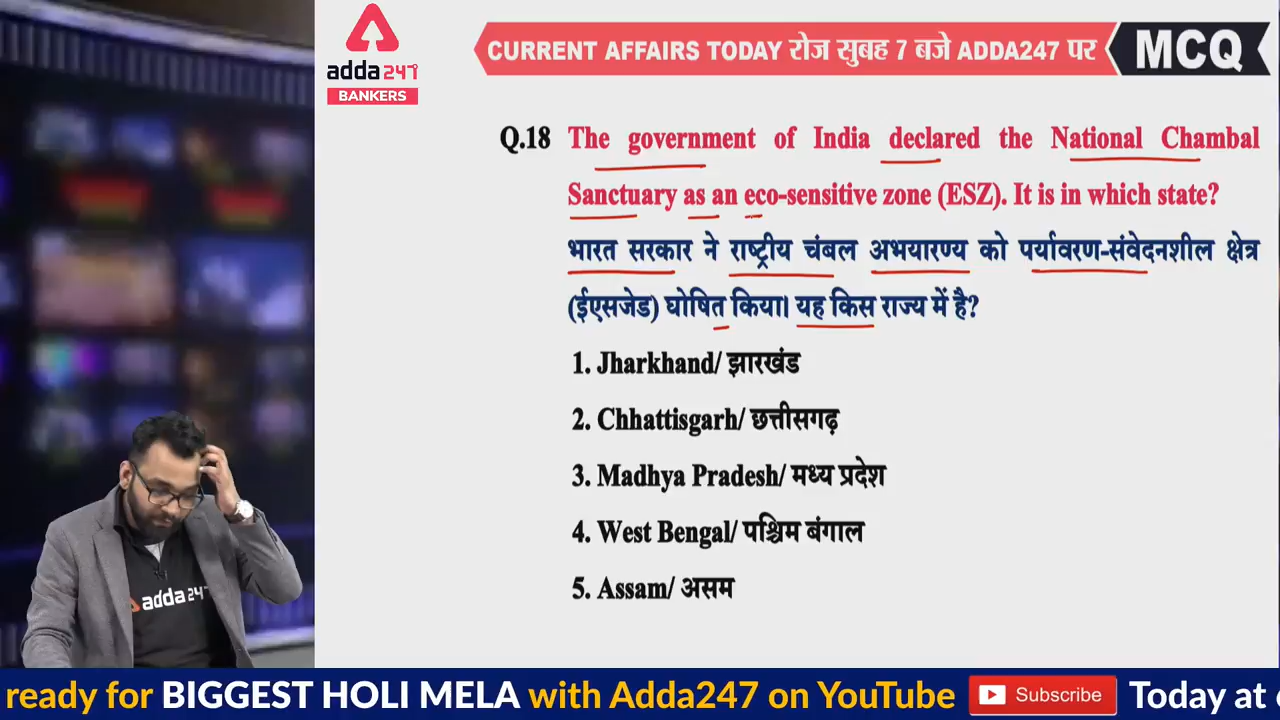 adda247
BANKERS
CURRENT AFFAIRS TODAY रोज सुबह 7 बजे ADDA247 पर
MCQ
Q.18 The government of India declared the National Chambal
Sanctuary as an eco-sensitive zone (ESZ). It is in which state?
भारत सरकार ने राष्ट्रीय चंबल अभयारण्य को पर्यावरण-संवेदनशील क्षेत्र
(ईएसजेड) घोषित किया। यह किस राज्य में है?
1. Jharkhand/ झारखंड
2. Chhattisgarh/ छत्तीसगढ़
3. Madhya Pradesh/ मध्य प्रदेश
4. West Bengal/ पश्चिम बंगाल
5. Assam/ असम
adda247
ready for BIGGEST HOLI MELA with Adda247 on YouTube Subscribe Today at